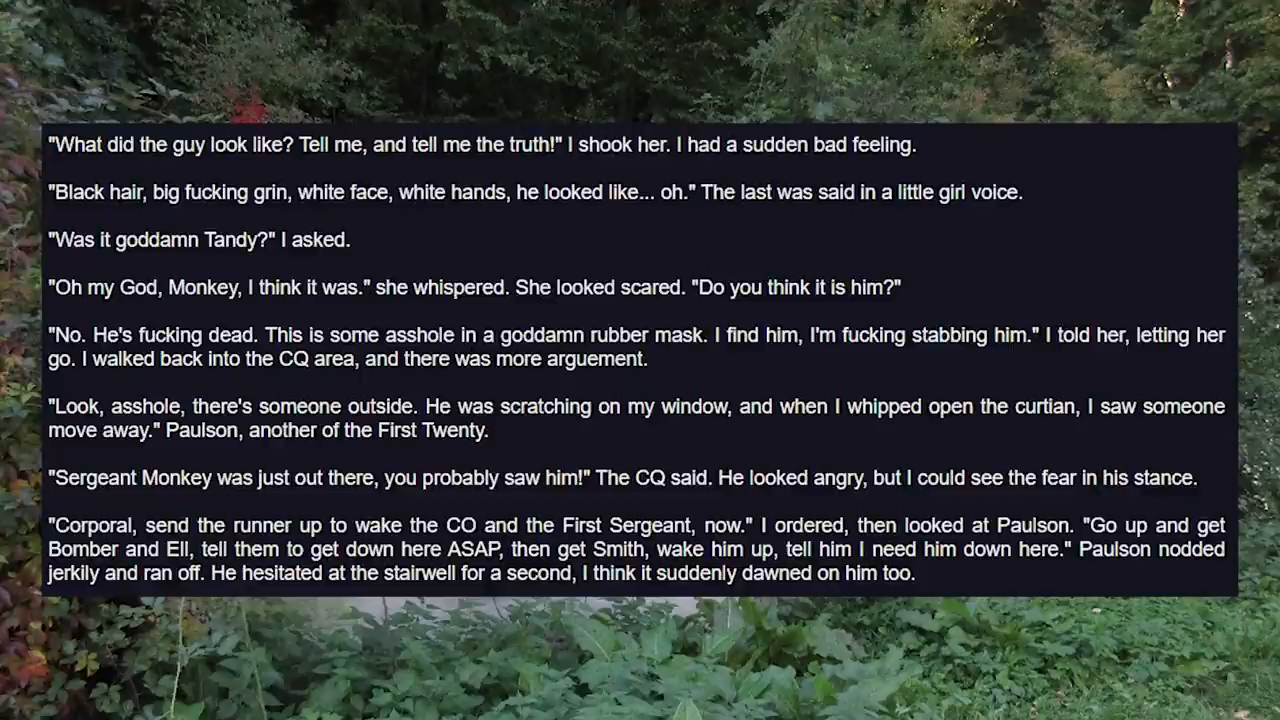 "What did the guy look like? Tell me, and tell me the truth!" I shook her. I had a sudden bad feeling.
"Black hair, big fucking grin, white face, white hands, he looked like... oh." The last was said in a little girl voice.
"Was it goddamn Tandy?" I asked.
"Oh my God, Monkey, I think it was." she whispered. She looked scared. "Do you think it is him?"
"No. He's fucking dead. This is some asshole in a goddamn rubber mask. I find him, I'm fucking stabbing him." I told her, letting her
go. I walked back into the CQ area, and there was more arguement.
"Look, asshole, there's someone outside. He was scratching on my window, and when I whipped open the curtian, I saw someone
move away." Paulson, another of the First Twenty.
"Sergeant Monkey was just out there, you probably saw him!" The CQ said. He looked angry, but I could see the fear in his stance.
"Corporal, send the runner up to wake the CO and the First Sergeant, now." I ordered, then looked at Paulson. "Go up and get
Bomber and Ell, tell them to get down here ASAP, then get Smith, wake him up, tell him I need him down here." Paulson nodded
jerkily and ran off. He hesitated at the stairwell for a second, I think it suddenly dawned on him too.